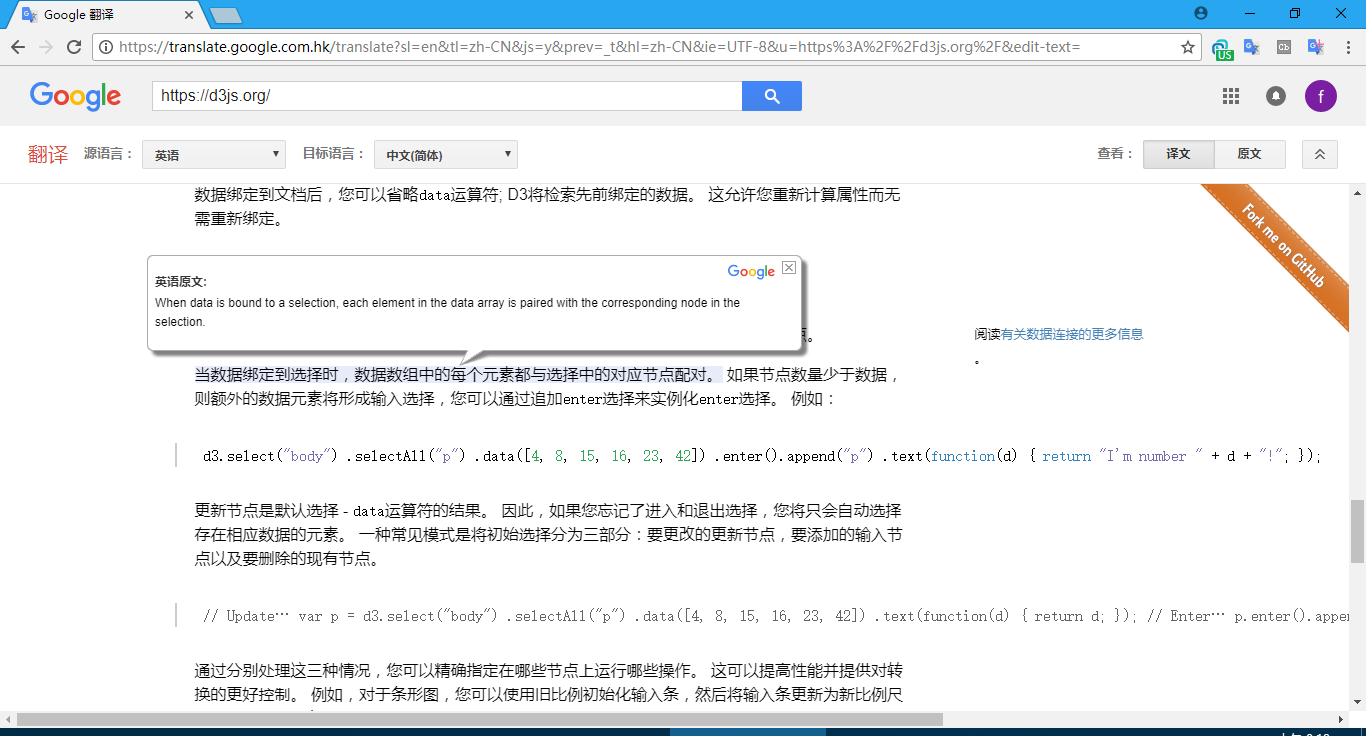 Google 翻译
https://translate.google.com.hk/translate?sl=en&tl=zh-CN&js=y&prev=_t&hl=zh-CN&ie=UTF-8&u=https%3A%2F%2Fd3js.org%2F&edit-text=
US
Cb
Google
https://d3js.org/
f
翻译 源语言： 英语 目标语言： 中文(简体) 查看： 译文 原文
数据绑定到文档后，您可以省略data运算符; D3将检索先前绑定的数据。 这允许您重新计算属性而无
需重新绑定。
Fork me on GitHub
Google
英语原文:
When data is bound to a selection, each element in the data array is paired with the corresponding node in the
selection.
阅读有关数据连接的更多信息
。
当数据绑定到选择时，数据数组中的每个元素都与选择中的对应节点配对。 如果节点数量少于数据，
则额外的数据元素将形成输入选择，您可以通过追加enter选择来实例化enter选择。 例如：
d3.select("body") .selectAll("p") .data([4, 8, 15, 16, 23, 42]) .enter().append("p") .text(function(d) { return "I'm number " + d + "!"; });
更新节点是默认选择 - data运算符的结果。 因此，如果您忘记了进入和退出选择，您将只会自动选择
存在相应数据的元素。 一种常见模式是将初始选择分为三部分：要更改的更新节点，要添加的输入节
点以及要删除的现有节点。
// Update… var p = d3.select("body") .selectAll("p") .data([4, 8, 15, 16, 23, 42]) .text(function(d) { return d; }); // Enter… p.enter().appen
通过分别处理这三种情况，您可以精确指定在哪些节点上运行哪些操作。 这可以提高性能并提供对转
换的更好控制。 例如，对于条形图，您可以使用旧比例初始化输入条，然后将输入条更新为新比例尺